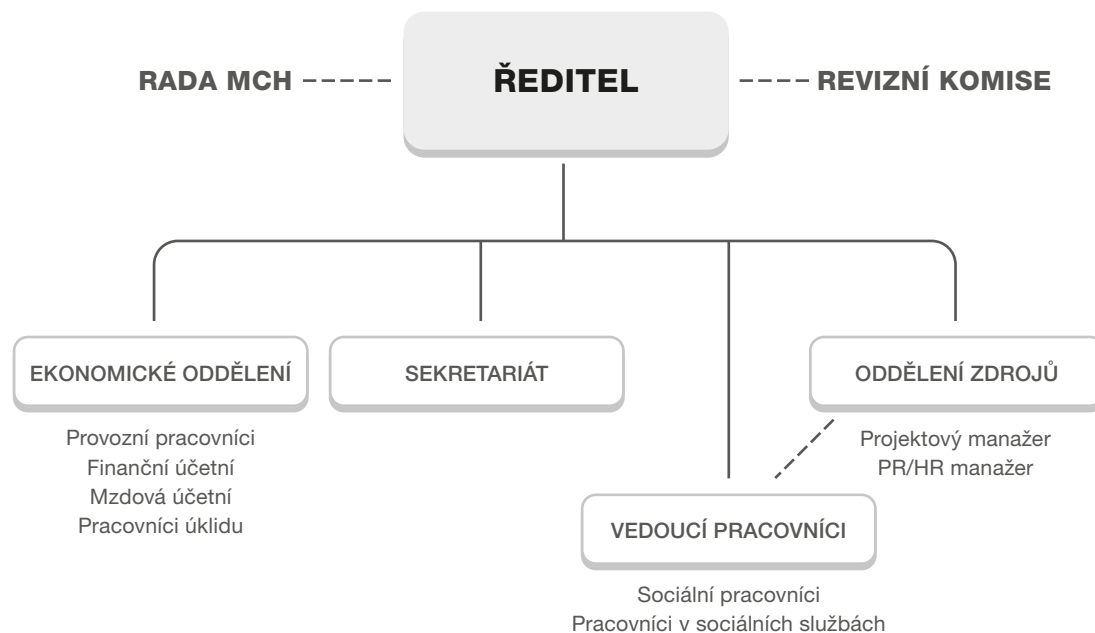 RADA MCH
ŘEDITEL
REVIZNÍ KOMISE
EKONOMICKÉ ODDĚLENÍ
Provozní pracovníci
Finanční účetní
Mzdová účetní
Pracovníci úklidu
SEKRETARIÁT
ODDĚLENÍ ZDROJŮ
Projektový manažer
PR/HR manažer
VEDOUCÍ PRACOVNÍCI
Sociální pracovníci
Pracovníci v sociálních službách